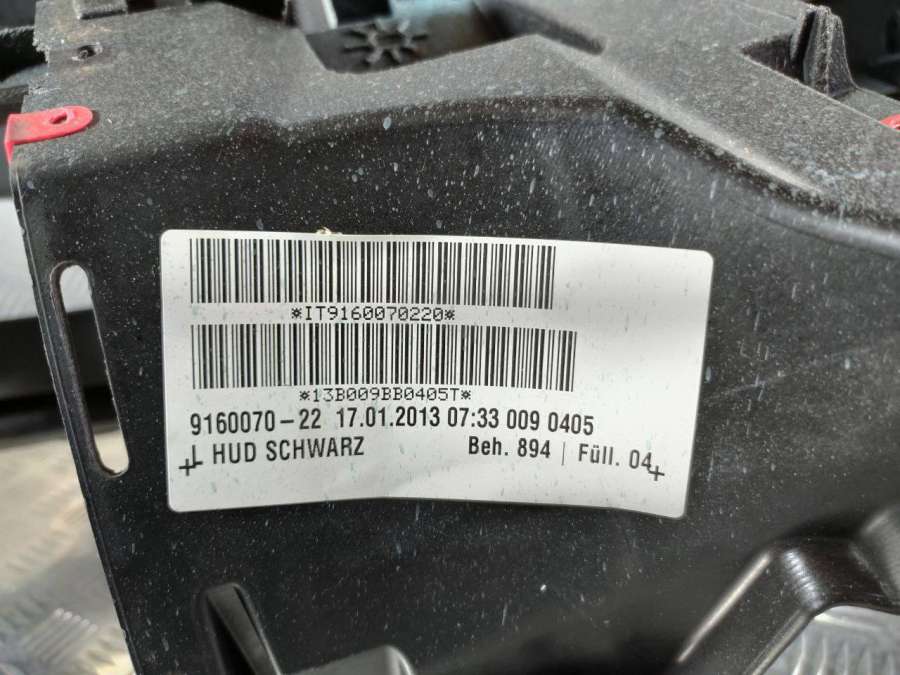 *IT9160070220*
*13B009BB0405T*
9160070-22 17.01.2013 07:33 009 0405
L HUD SCHWARZ Beh. 894 | Füll. 04